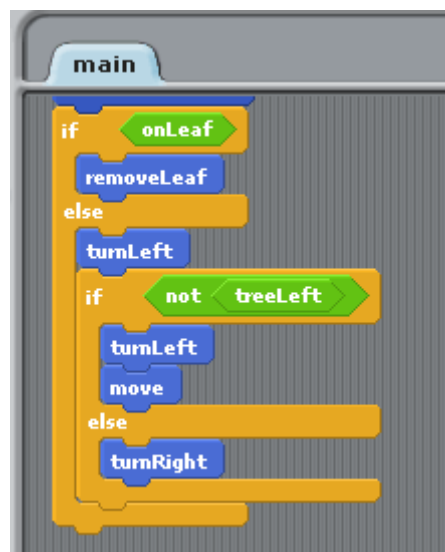 main
if onLeaf
removeLeaf
else
turnLeft
if not treeLeft
turnLeft
move
else
turnRight